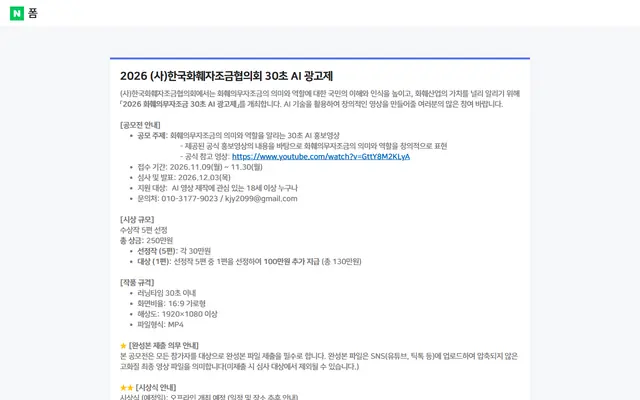 N 폼
2026 (사)한국화훼자조금협의회 30초 AI 광고제
(사)한국화훼자조금협의회에서는 화훼의무자조금의 의미와 역할에 대한 국민의 이해와 인식을 높이고, 화훼산업의 가치를 널리 알리기 위해
「2026 화훼의무자조금 30초 AI 광고제」를 개최합니다. AI 기술을 활용하여 창의적인 영상을 만들어줄 여러분의 많은 참여 바랍니다.
[공모전 안내]
• 공모 주제: 화훼의무자조금의 의미와 역할을 알리는 30초 AI 홍보영상
- 제공된 공식 홍보영상의 내용을 바탕으로 화훼의무자조금의 의미와 역할을 창의적으로 표현
- 공식 참고 영상: https://www.youtube.com/watch?v=GttY8M2KLyA
• 접수 기간: 2026.11.09(월) ~ 11.30(월)
• 심사 및 발표: 2026.12.03(목)
• 지원 대상: AI 영상 제작에 관심 있는 18세 이상 누구나
• 문의처: 010-3177-9023 / kjy2099@gmail.com
[시상 규모]
수상작 5편 선정
총 상금: 250만원
• 선정작 (5편): 각 30만원
• 대상 (1편): 선정작 5편 중 1편을 선정하여 100만원 추가 지급 (총 130만원)
[작품 규격]
• 러닝타임 30초 이내
• 화면비율: 16:9 가로형
• 해상도: 1920×1080 이상
• 파일형식: MP4
★ [완성본 제출 의무 안내]
본 공모전은 모든 참가자를 대상으로 완성본 파일 제출을 필수로 합니다. 완성본 파일은 SNS(유튜브, 틱톡 등)에 업로드하여 압축되지 않은
고화질 최종 영상 파일을 의미합니다(미제출 시 심사 대상에서 제외될 수 있습니다.)
★★ [시상식 안내]
시상식 (예정일): 오프라인 개최 예정 (일정 및 장소 추후 안내)